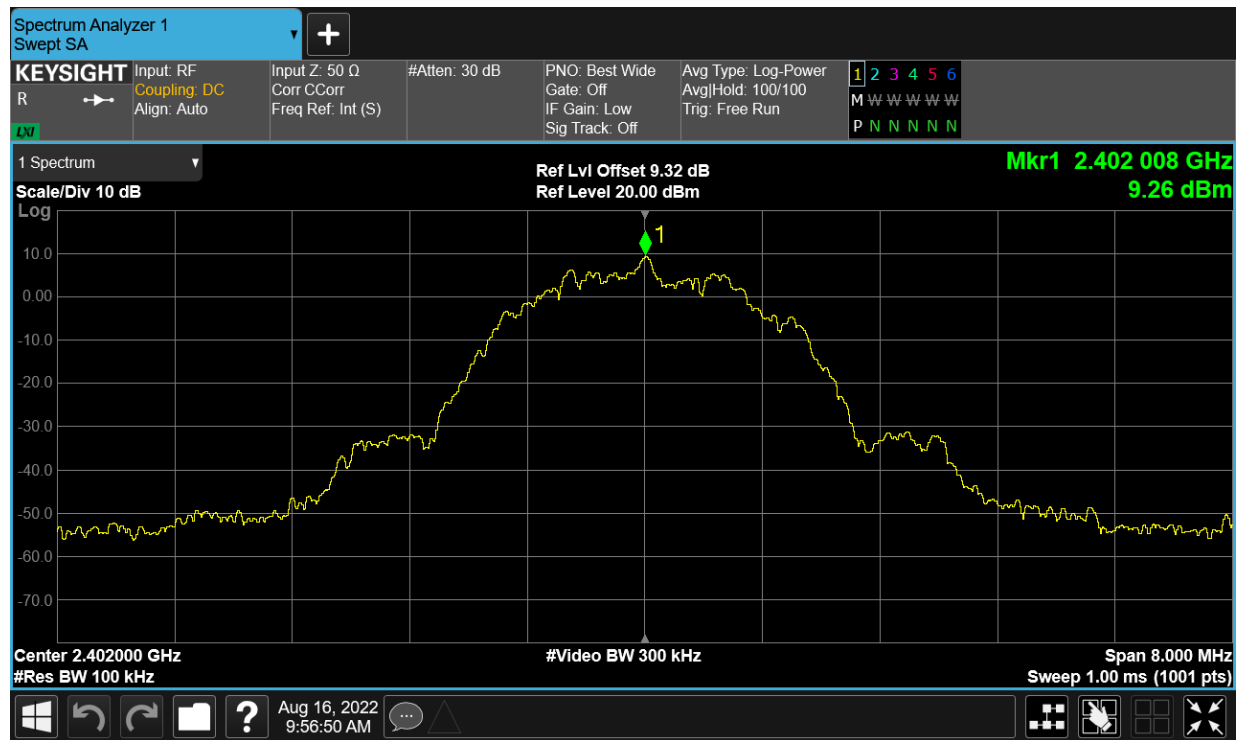 Spectrum Analyzer 1
Swept SA
+
KEYSIGHT
R
LXI
Input: RF
Coupling: DC
Align: Auto
Input Z: 50 Ω
Corr CCorr
Freq Ref: Int (S)
#Atten: 30 dB
PNO: Best Wide
Gate: Off
IF Gain: Low
Sig Track: Off
Avg Type: Log-Power
Avg|Hold: 100/100
Trig: Free Run
1 2 3 4 5 6
M W W W W W W
P N N N N N N
1 Spectrum
Scale/Div 10 dB
Ref Lvl Offset 9.32 dB
Ref Level 20.00 dBm
Mkr1 2.402 008 GHz
9.26 dBm
Log
1
10.0
0.00
-10.0
-20.0
-30.0
-40.0
-50.0
-60.0
-70.0
Center 2.402000 GHz
#Video BW 300 kHz
Span 8.000 MHz
#Res BW 100 kHz
Sweep 1.00 ms (1001 pts)
?
Aug 16, 2022
9:56:50 AM